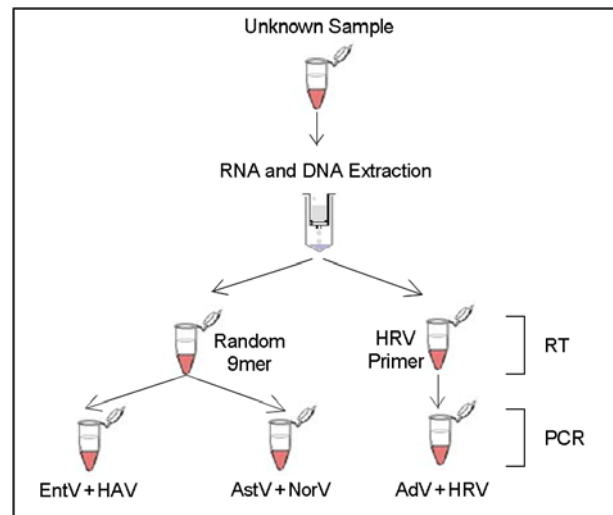 Unknown Sample
RNA and DNA Extraction
Random
9mer
HRV
Primer
RT
EntV + HAV
AstV + NorV
AdV + HRV
PCR